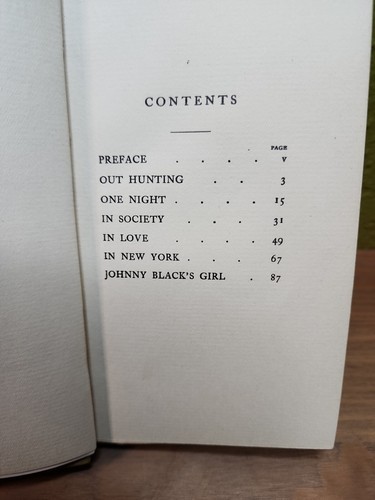 CONTENTS
PAGE
PREFACE . . . . v
OUT HUNTING . . . 3
ONE NIGHT . . . . 15
IN SOCIETY . . . 31
IN LOVE . . . . 49
IN NEW YORK . . . 67
JOHNNY BLACK'S GIRL . 87